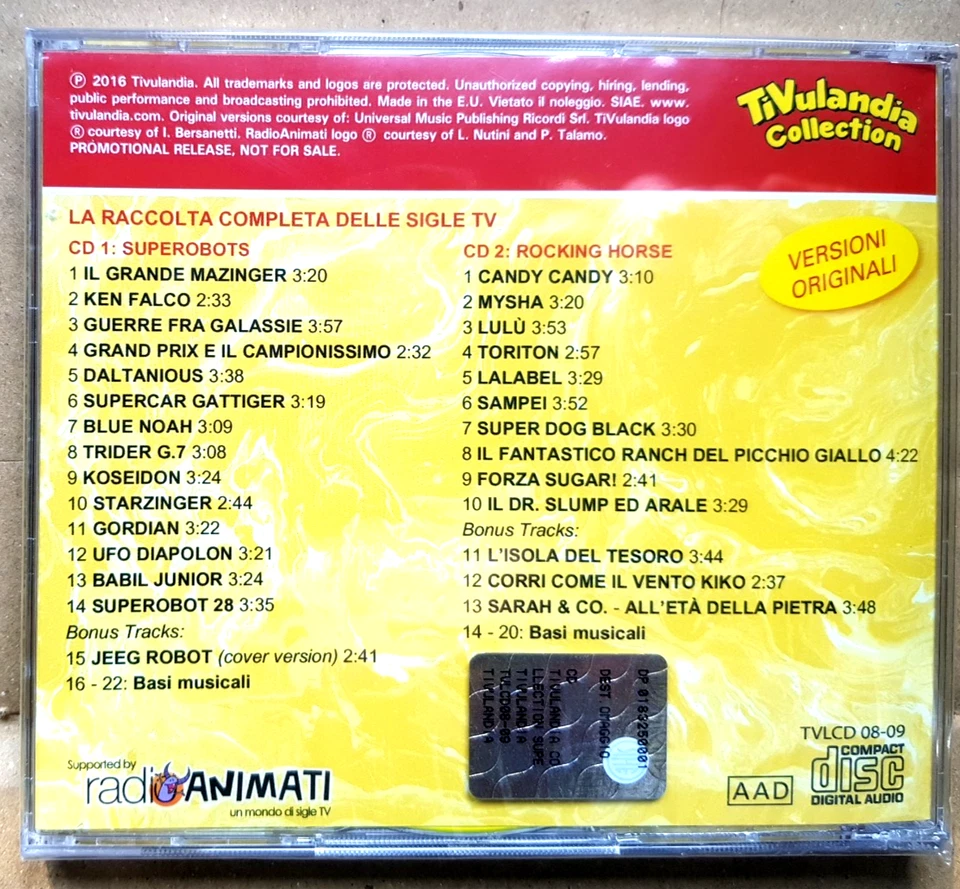 Ⓟ 2016 Tivulandia. All trademarks and logos are protected. Unauthorized copying, hiring, lending,
public performance and broadcasting prohibited. Made in the E.U. Vietato il noleggio. SIAE. www.
tivulandia.com. Original versions courtesy of: Universal Music Publishing Ricordi Srl. TiVulandia logo
® courtesy of I. Bersanetti. RadioAnimati logo ® courtesy of L. Nutini and P. Talamo.
PROMOTIONAL RELEASE, NOT FOR SALE.
TiVulandia
Collection
LA RACCOLTA COMPLETA DELLE SIGLE TV
VERSIONI
ORIGINALI
CD 1: SUPEROBOTS
1 IL GRANDE MAZINGER 3:20
2 KEN FALCO 2:33
3 GUERRE FRA GALASSIE 3:57
4 GRAND PRIX E IL CAMPIONISSIMO 2:32
5 DALTANIOUS 3:38
6 SUPERCAR GATTIGER 3:19
7 BLUE NOAH 3:09
8 TRIDER G.7 3:08
9 KOSEIDON 3:24
10 STARZINGER 2:44
11 GORDIAN 3:22
12 UFO DIAPOLON 3:21
13 BABIL JUNIOR 3:24
14 SUPEROBOT 28 3:35
Bonus Tracks:
15 JEEG ROBOT (cover version) 2:41
16 - 22: Basi musicali
CD 2: ROCKING HORSE
1 CANDY CANDY 3:10
2 MYSHA 3:20
3 LULÙ 3:53
4 TORITON 2:57
5 LALABEL 3:29
6 SAMPEI 3:52
7 SUPER DOG BLACK 3:30
8 IL FANTASTICO RANCH DEL PICCHIO GIALLO 4:22
9 FORZA SUGAR! 2:41
10 IL DR. SLUMP ED ARALE 3:29
Bonus Tracks:
11 L'ISOLA DEL TESORO 3:44
12 CORRI COME IL VENTO KIKO 2:37
13 SARAH & CO. - ALL'ETÀ DELLA PIETRA 3:48
14 - 20: Basi musicali
DP 0183250001
DEST OMAGGIO
CD
TIVULANDIA CO
LLECTION SUPE
TIVULANDIA
TVLCD08-09
TIVULANDIA
Supported by
radioANIMATI
un mondo di sigle TV
TVLCD 08-09
AAD
COMPACT
disc
DIGITAL AUDIO